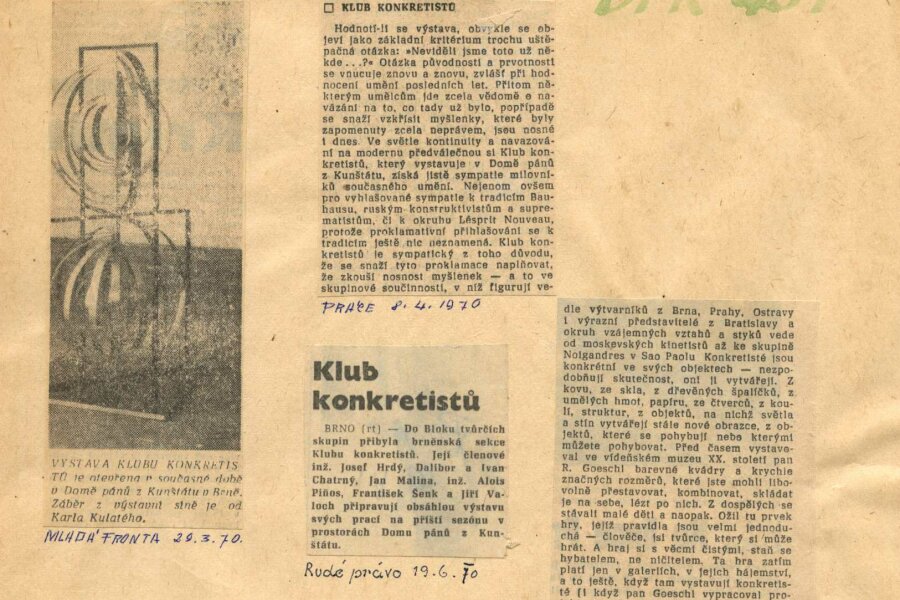 VÝSTAVA KLUBU KONKRETIS
TŮ je otevřena v současné době
v Domě pánů z Kunštátu v Brně.
Záběr z výstavní síně je od
Karla Kulatého.
MLADÁ FRONTA 29.3.70.
□ KLUB KONKRETISTŮ
Hodnotí-li se výstava, obvykle se ob-
jeví jako základní kritérium trochu uště-
pačná otázka: »Neviděli jsme toto už ně-
kde...?« Otázka původnosti a prvotnosti
se vnucuje znovu a znovu, zvlášť při hod-
nocení umění posledních let. Přitom ně-
kterým umělcům jde zcela vědomě o na-
vázání na to, co tady už bylo, popřípadě
se snaží vzkřísit myšlenky, které byly
zapomenuty zcela neprávem, jsou nosné
i dnes. Ve světle kontinuity a navazová-
ní na modernu předválečnou si Klub kon-
kretistů, který vystavuje v Domě pánů
z Kunštátu, získá jistě sympatie milovní-
ků současného umění. Nejenom ovšem
pro vyhlašované sympatie k tradicím Bau-
hausu, ruským konstruktivistům a supre-
matistům, či k okruhu Lésprit Nouveau,
protože proklamativní přihlašování se k
tradicím ještě nic neznamená. Klub kon-
kretistů je sympatický z toho důvodu,
že se snaží tyto proklamace naplňovat,
že zkouší nosnost myšlenek — a to ve
skupinové součinnosti, v níž figurují ve-
PRÁCE 8.4.1970
dle výtvarníků z Brna, Prahy, Ostravy
i výrazní představitelé z Bratislavy a
okruh vzájemných vztahů a styků vede
od moskevských kinetistů až ke skupině
Noigandres v Sao Paolu Konkretisté jsou
konkrétní ve svých objektech — nezpo-
dobňují skutečnost, oni ji vytvářejí. Z
kovu, ze skla, z dřevěných špalíčků, z
umělých hmot, papíru, ze čtverců, z kou-
lí, struktur, z objektů, na nichž světla
a stín vytvářejí stále nové obrazce, z ob-
jektů, které se pohybují nebo kterými
můžete pohybovat. Před časem vystavo-
val ve vídeňském muzeu XX. století pan
R. Goeschl barevné kvádry a krychle
značných rozměrů, které jste mohli libo-
volně přestavovat, kombinovat, skládat
je na sebe, lézt po nich. Z dospělých se
stávali malé děti a naopak. Ožil tu prvek
hry, jejíž pravidla jsou velmi jednodu-
chá — člověče, jsi tvůrce, který si může
hrát. A hraj si s věcmi čistými, staň se
hybatelem, ne ničitelem. Ta hra zatím
platí jen v galeriích, v jejich hájemství,
a to ještě, když tam vystavují konkretis-
té (i když pan Goeschl vypracoval pro-
Klub
konkretistů
BRNO (rt) — Do Bloku tvůrčích
skupin přibyla brněnská sekce
Klubu konkretistů. Její členové
inž. Josef Hrdý, Dalibor a Ivan
Chatrný, Jan Malina, inž. Alois
Piňos, František Šenk a Jiří Va-
loch připravují obsáhlou výstavu
svých prací na příští sezónu v
prostorách Domu pánů z Kun-
štátu.
Rudé právo 19.6.70